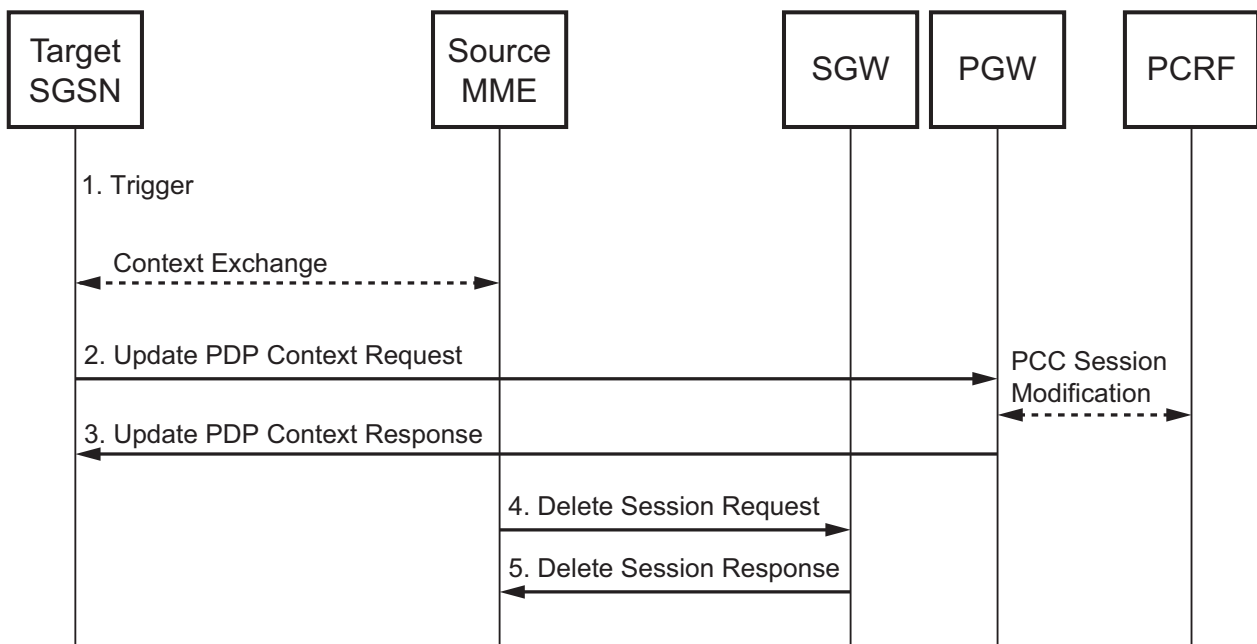 Target
SGSN
Source
MME
SGW
PGW
PCRF
1. Trigger
Context Exchange
2. Update PDP Context Request
PCC Session
Modification
3. Update PDP Context Response
4. Delete Session Request
5. Delete Session Response